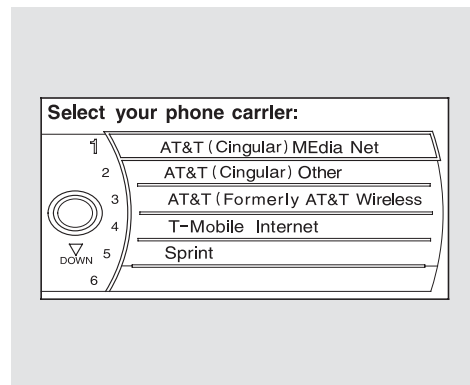 Select your phone carrler:
1 AT&T (Cingular) MEdia Net
2 AT&T (Cingular) Other
3 AT&T (Formerly AT&T Wireless
4 T-Mobile Internet
5 Sprint
6
DOWN